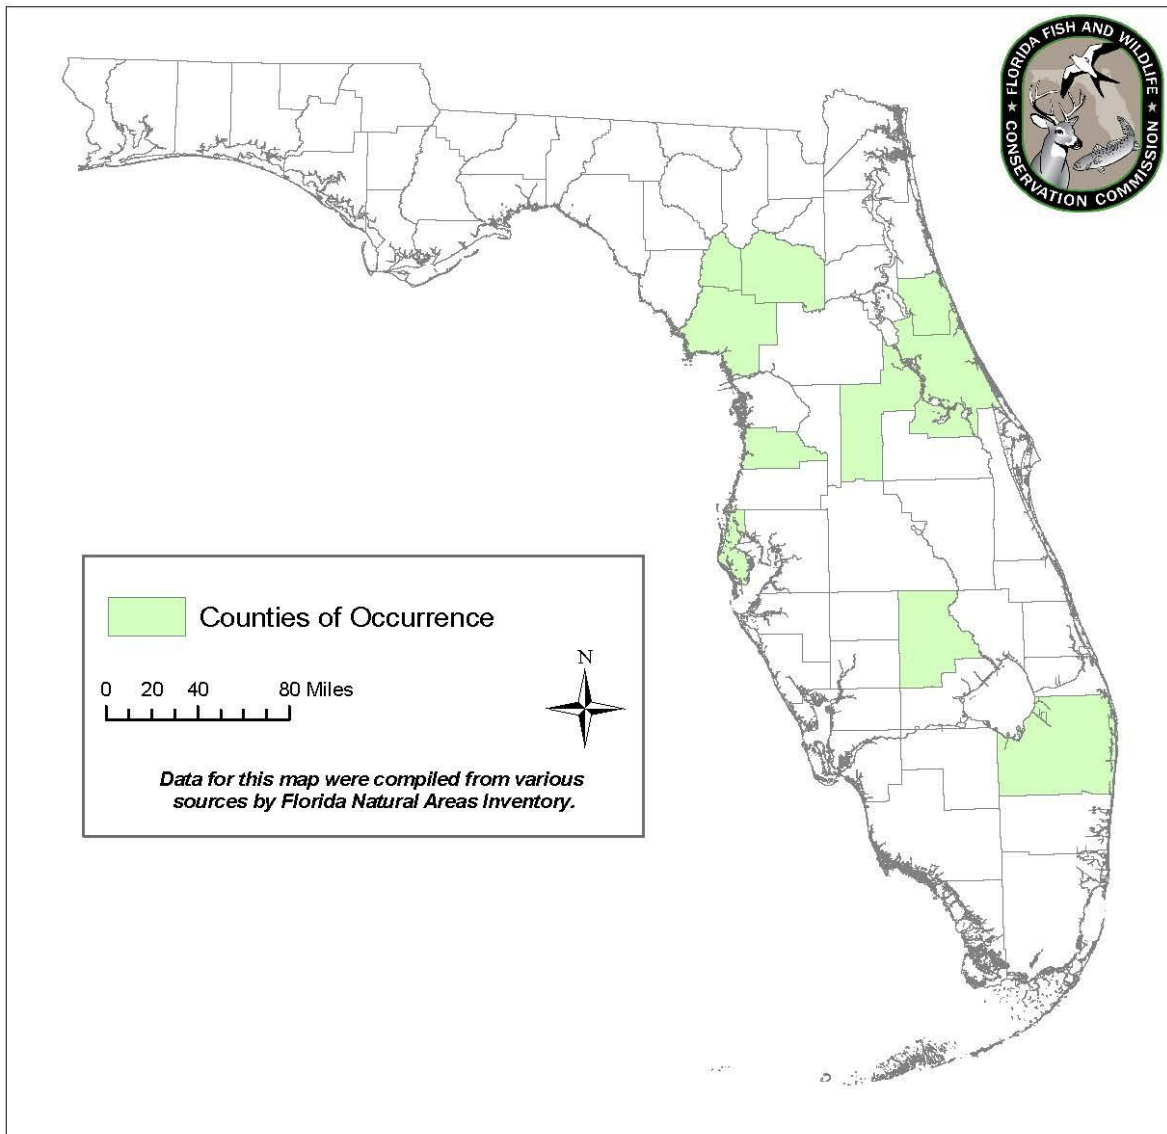 FLORIDA FISH AND WILDLIFE
CONSERVATION COMMISSION
Counties of Occurrence
N
0 20 40 80 Miles
Data for this map were compiled from various
sources by Florida Natural Areas Inventory.